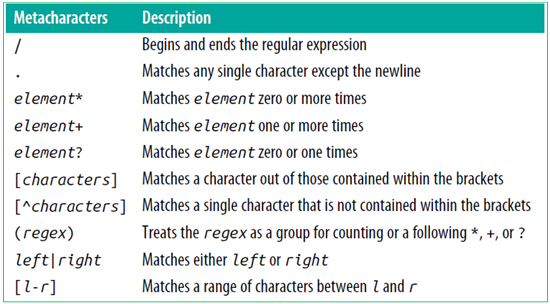 Metacharacters Description
/ Begins and ends the regular expression
. Matches any single character except the newline
element* Matches element zero or more times
element+ Matches element one or more times
element? Matches element zero or one times
[characters] Matches a character out of those contained within the brackets
[^characters] Matches a single character that is not contained within the brackets
(regex) Treats the regex as a group for counting or a following *, +, or ?
left|right Matches either left or right
[l-r] Matches a range of characters between l and r